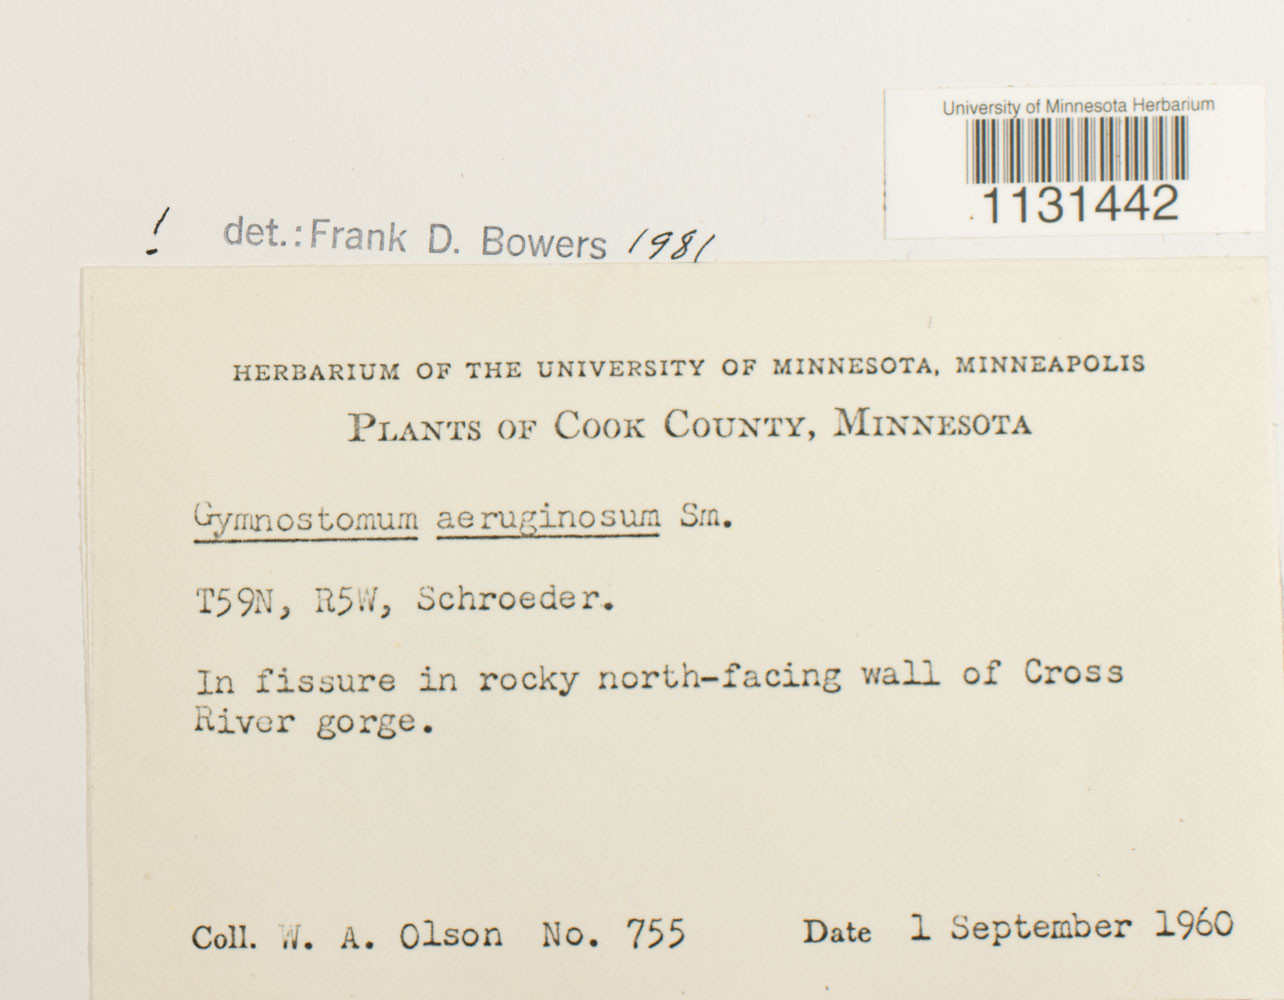 University of Minnesota Herbarium
1131442
! det.: Frank D. Bowers 1981
HERBARIUM OF THE UNIVERSITY OF MINNESOTA, MINNEAPOLIS
PLANTS OF COOK COUNTY, MINNESOTA
Gymnostomum aeruginosum Sm.
T59N, R5W, Schroeder.
In fissure in rocky north-facing wall of Cross
River gorge.
Coll. W. A. Olson No. 755 Date 1 September 1960